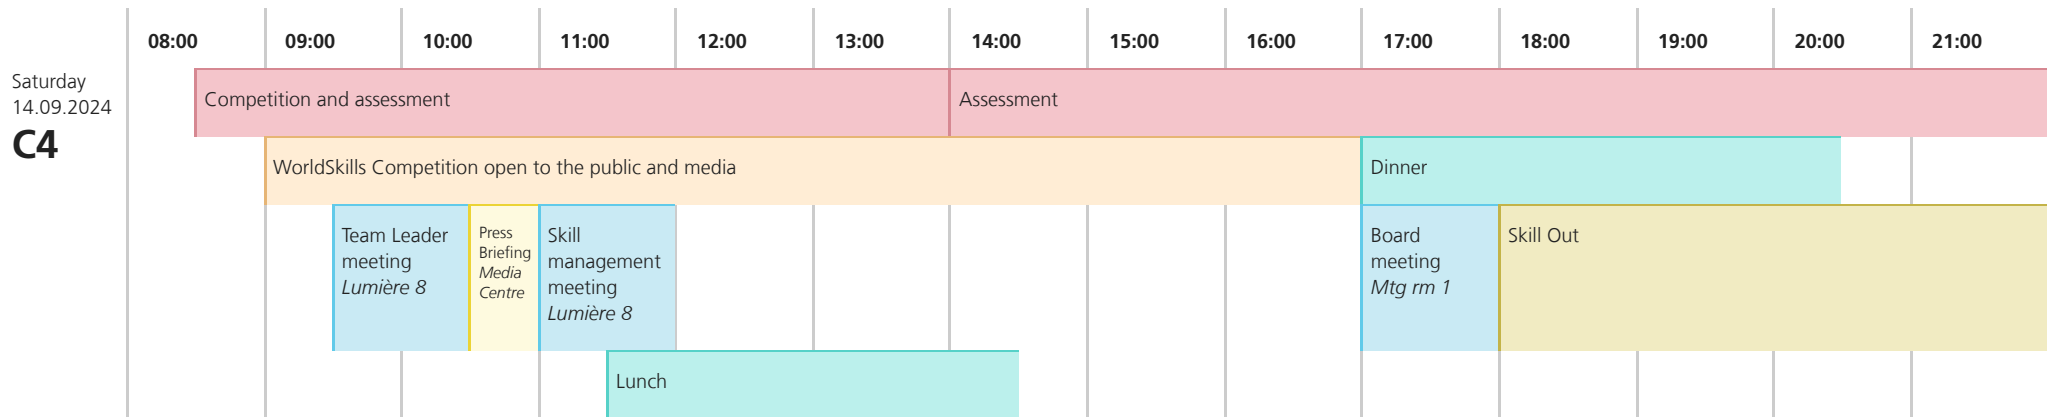 08:00 09:00 10:00 11:00 12:00 13:00 14:00 15:00 16:00 17:00 18:00 19:00 20:00 21:00
Saturday
14.09.2024
C4
Competition and assessment
Assessment
WorldSkills Competition open to the public and media
Dinner
Team Leader
meeting
Lumière 8
Press
Briefing
Media
Centre
Skill
management
meeting
Lumière 8
Board
meeting
Mtg rm 1
Skill Out
Lunch